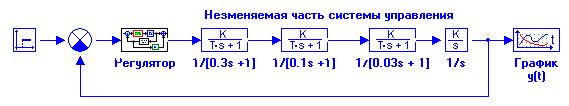 Незменяемая часть системы управления
K
T•s + 1
K
T•s + 1
K
T•s + 1
K
s
t
Регулятор
1/[0.3s +1]
1/[0.1s +1]
1/[0.03s + 1]
1/s
График
y(t)